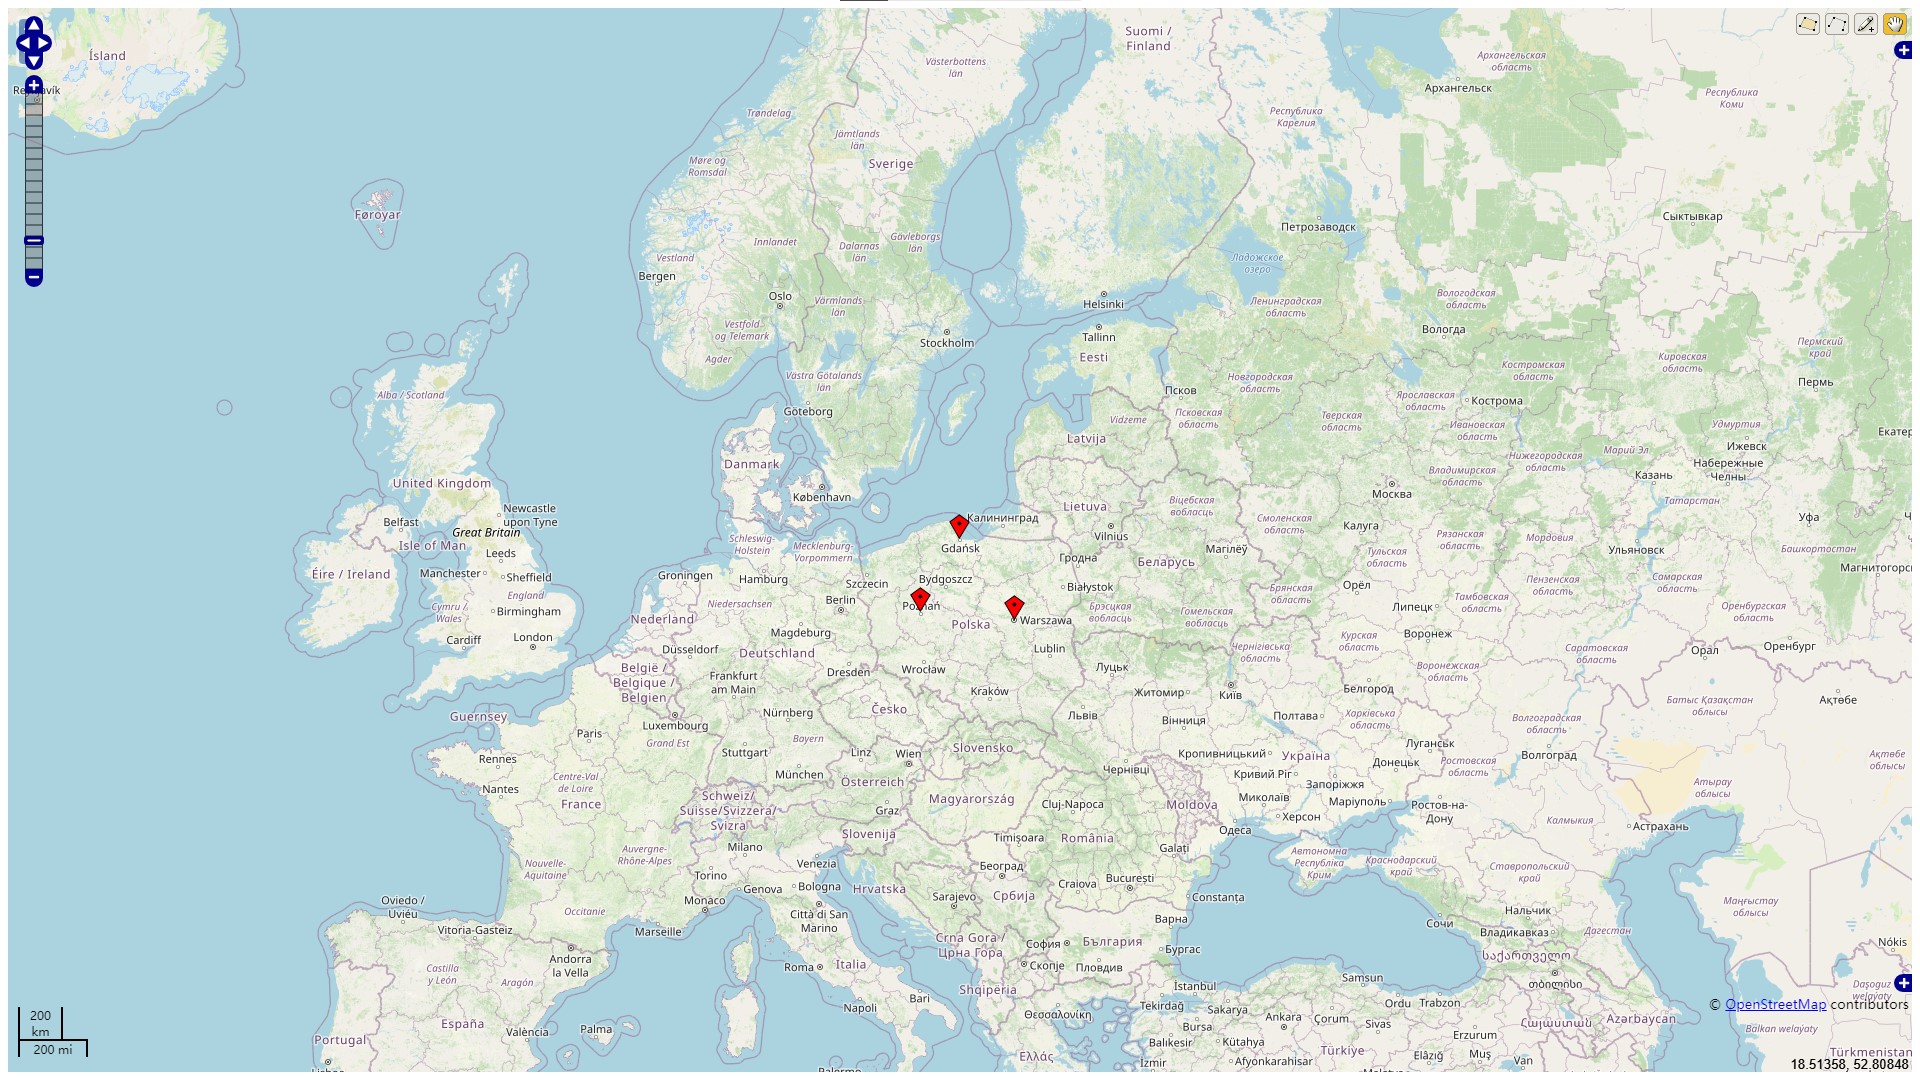 Ísland
Suomi /
Finland
Västerbottens
län
Архангельская
область
Архангельск
Республика
Коми
Trøndelag
Республика
Карелия
Jämtlands
län
Sverige
Møre og
Romsdal
Føroyar
Сыктывкар
Петрозаводск
Innlandet
Dalarnas
län
Gävleborgs
län
Vestland
Bergen
Ладожское
озеро
Oslo
Värmlands
län
Helsinki
Ленинградская
область
Вологодская
область
Вологда
Vestfold
og Telemark
Stockholm
Tallinn
Eesti
Agder
Пермский
край
Кировская
область
Костромская
область
Västra Götalands
län
Новгородская
область
Пермь
Псков
Alba / Scotland
Göteborg
Ярославская
область
Кострома
Псковская
область
Тверская
область
Vidzeme
Ивановская
область
Удмуртия
Latvija
Екатер
Ижевск
Марий Эл
Нижегородская
область
Набережные
Челны
Danmark
Казань
Владимирская
область
United Kingdom
København
Москва
Татарстан
Віцебская
вобласць
Lietuva
Newcastle
upon Tyne
Belfast
Great Britain
Калининград
Смоленская
область
Калуга
Уфа
Isle of Man
Leeds
Vilnius
Рязанская
область
Мордовия
Schleswig-
Holstein
Mecklenburg-
Vorpommern
Gdańsk
Гродна
Магілёў
Тульская
область
Ульяновск
Башкортостан
Éire / Ireland
Manchester
Sheffield
Groningen
Hamburg
Szczecin
Bydgoszcz
Białystok
Беларусь
Магнитогорс
England
Брянская
область
Орёл
Пензенская
область
Самарская
область
Cymru /
Wales
Birmingham
Niedersachsen
Berlin
Polska
Warszawa
Брэсцкая
вобласць
Гомельская
вобласць
Липецк
Тамбовская
область
Оренбургская
область
Cardiff
London
Nederland
Magdeburg
Воронеж
Düsseldorf
Deutschland
Lublin
Чернігівська
область
Курская
область
Саратовская
область
Орал
Оренбург
België /
Belgique /
Belgien
Frankfurt
am Main
Dresden
Wrocław
Луцьк
Воронежская
область
Kraków
Житомир
Київ
Белгород
Батыс Қазақстан
облысы
Ақтөбе
Guernsey
Luxembourg
Nürnberg
Česko
Львів
Вінниця
Полтава
Харківська
область
Волгоградская
область
Paris
Grand Est
Bayern
Rennes
Stuttgart
Linz
Wien
Slovensko
Кропивницький
Україна
Луганськ
Волгоград
Ақтөбе
облысы
München
Österreich
Чернівці
Кривий Ріг
Донецьк
Ростовская
область
Centre-Val
de Loire
France
Nantes
Запоріжжя
Атырау
облысы
Schweiz/
Suisse/Svizzera/
Svizra
Graz
Magyarország
Cluj-Napoca
Moldova
Миколаїв
Маріуполь
Ростов-на-
Дону
Херсон
Калмыкия
Астрахань
Slovenija
Timișoara
România
Одеса
Milano
Galați
Auvergne-
Rhône-Alpes
Nouvelle-
Aquitaine
Venezia
Београд
Автономна
Республіка
Крим
Краснодарский
край
Ставропольский
край
Torino
Genova
Bologna
Hrvatska
Craiova
București
Oviedo /
Uviéu
Monaco
Sarajevo
Србија
Constanța
Маңғыстау
облысы
Occitanie
Città di San
Marino
Варна
Сочи
Нальчик
Vitoria-Gasteiz
Marseille
Владикавказ
Дагестан
Crna Gora /
Црна Гора
София
България
Бургас
Nókis
Andorra
la Vella
Roma
Italia
Скопје
Пловдив
საქართველო
Castilla
y León
Aragón
Samsun
თბილისი
Daşoguz
welaýaty
Shqipëria
İstanbul
Napoli
Bari
Tekirdağ
Sakarya
Ordu
Trabzon
© OpenStreetMap contributors
200
km
España
València
Palma
Θεσσαλονίκη
Bursa
Ankara
Çorum
Sivas
Հայաստան
Azərbaycan
Balkan welaýaty
Portugal
200 mi
Erzurum
Balıkesir
Kütahya
Türkiye
Elâzığ
Muş
Van
Türkmenistan
Ελλάς
İzmir
Afyonkarahisar
18.51358, 52.80848